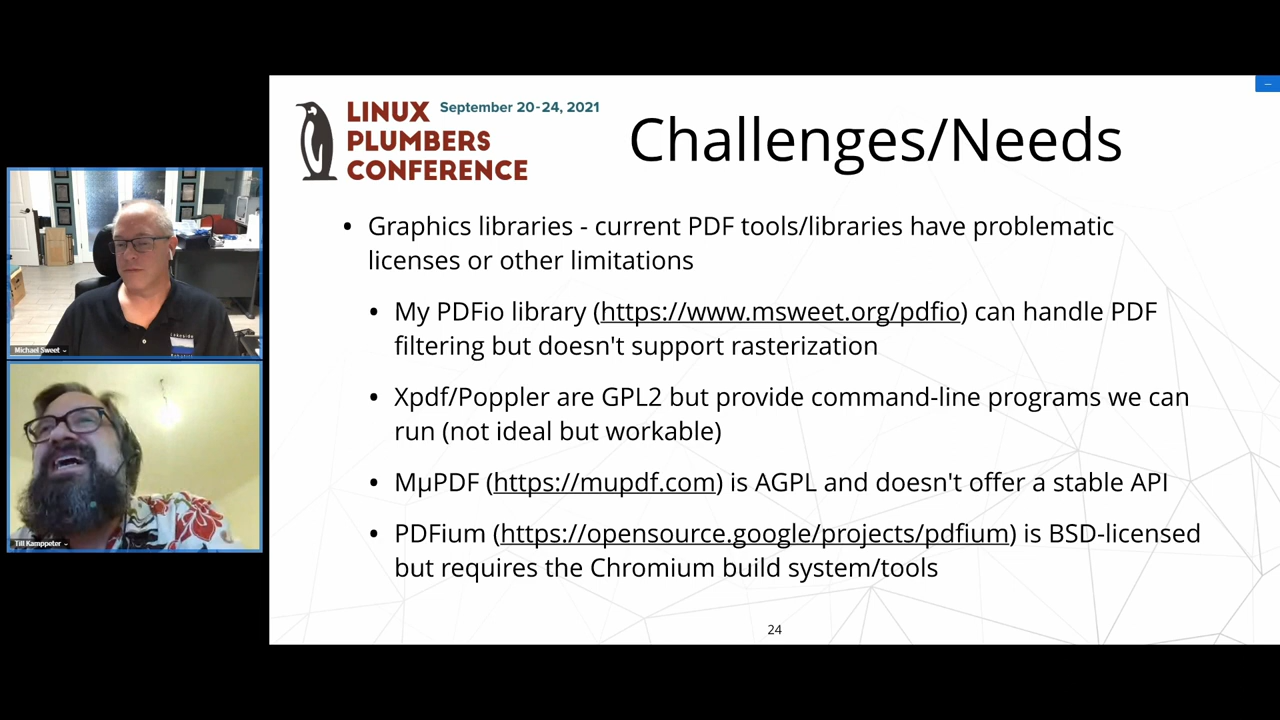 LINUX September 20-24, 2021
PLUMBERS
CONFERENCE
Challenges/Needs
• Graphics libraries - current PDF tools/libraries have problematic
licenses or other limitations
• My PDFio library (https://www.msweet.org/pdfio) can handle PDF
filtering but doesn't support rasterization
• Xpdf/Poppler are GPL2 but provide command-line programs we can
run (not ideal but workable)
• MµPDF (https://mupdf.com) is AGPL and doesn't offer a stable API
• PDFium (https://opensource.google/projects/pdfium) is BSD-licensed
but requires the Chromium build system/tools
24
Michael Sweet
Till Kamppeter